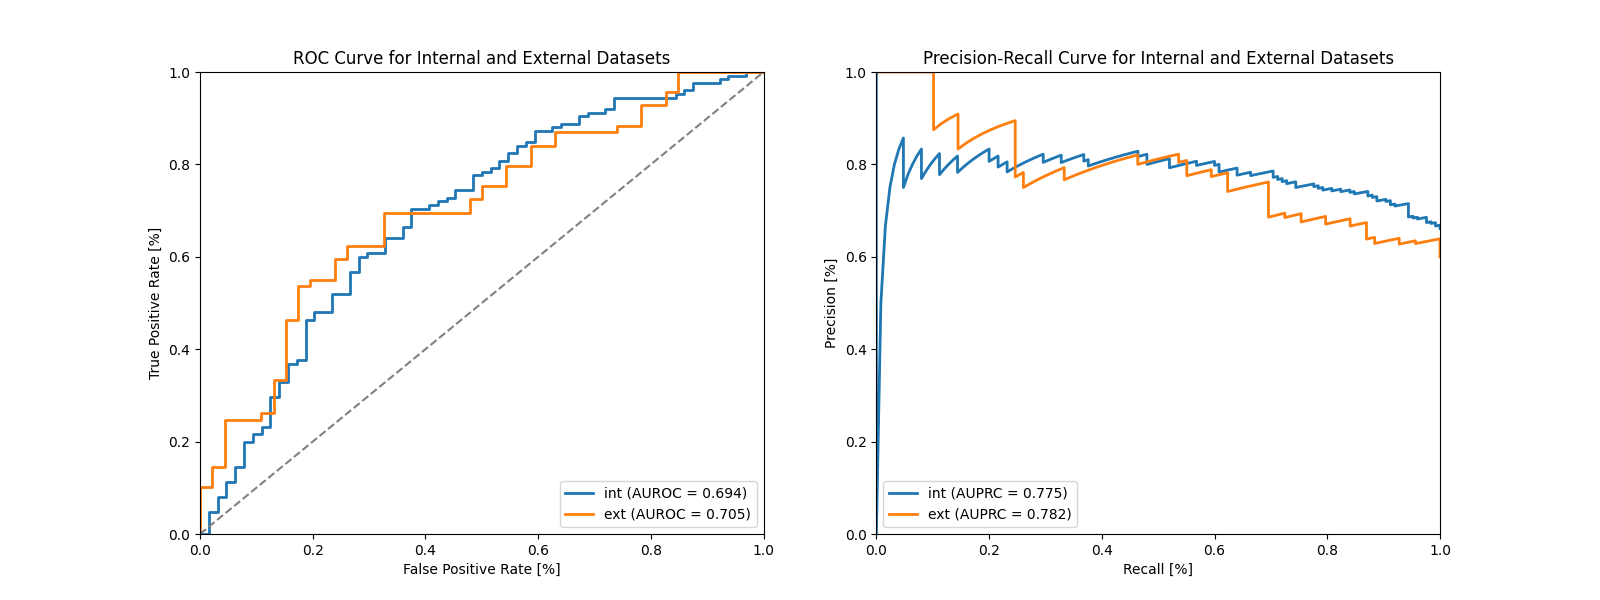 ROC Curve for Internal and External Datasets
True Positive Rate [%]
1.0
0.8
0.6
0.4
0.2
0.0
0.0 0.2 0.4 0.6 0.8 1.0
False Positive Rate [%]
int (AUROC = 0.694)
ext (AUROC = 0.705)
Precision-Recall Curve for Internal and External Datasets
Precision [%]
1.0
0.8
0.6
0.4
0.2
0.0
0.0 0.2 0.4 0.6 0.8 1.0
Recall [%]
int (AUPRC = 0.775)
ext (AUPRC = 0.782)